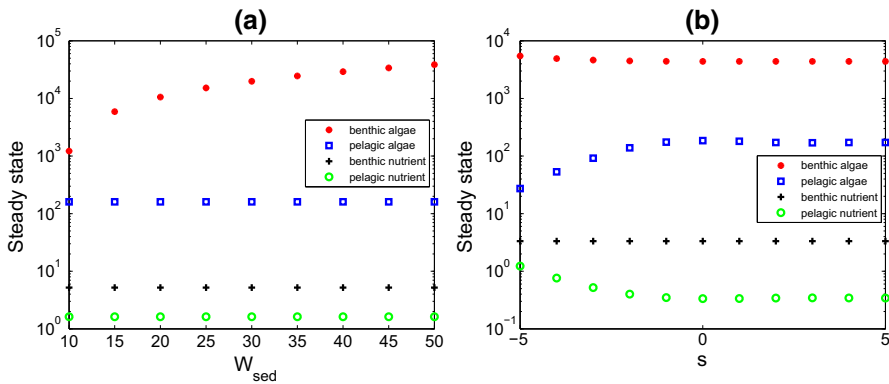 (a)
Steady state
10^5
10^4
10^3
10^2
10^1
10^0
benthic algae
pelagic algae
benthic nutrient
pelagic nutrient
10 15 20 25 30 35 40 45 50
W_sed
(b)
Steady state
10^4
10^3
10^2
10^1
10^0
10^−1
benthic algae
pelagic algae
benthic nutrient
pelagic nutrient
−5 0 5
s